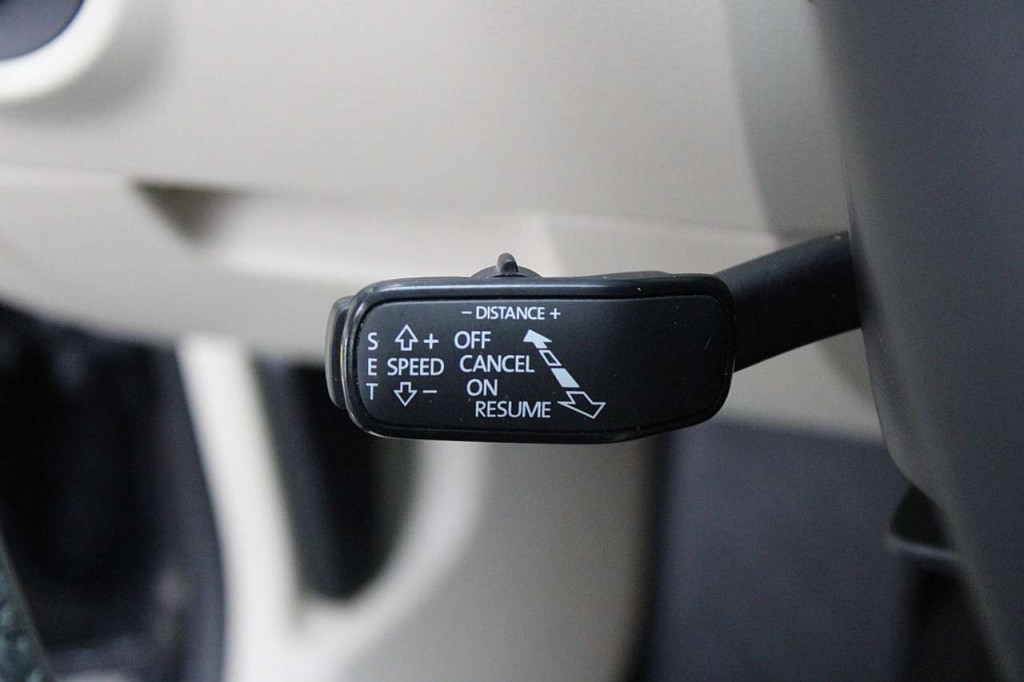 − DISTANCE +
S + OFF
E SPEED CANCEL
T − ON
RESUME